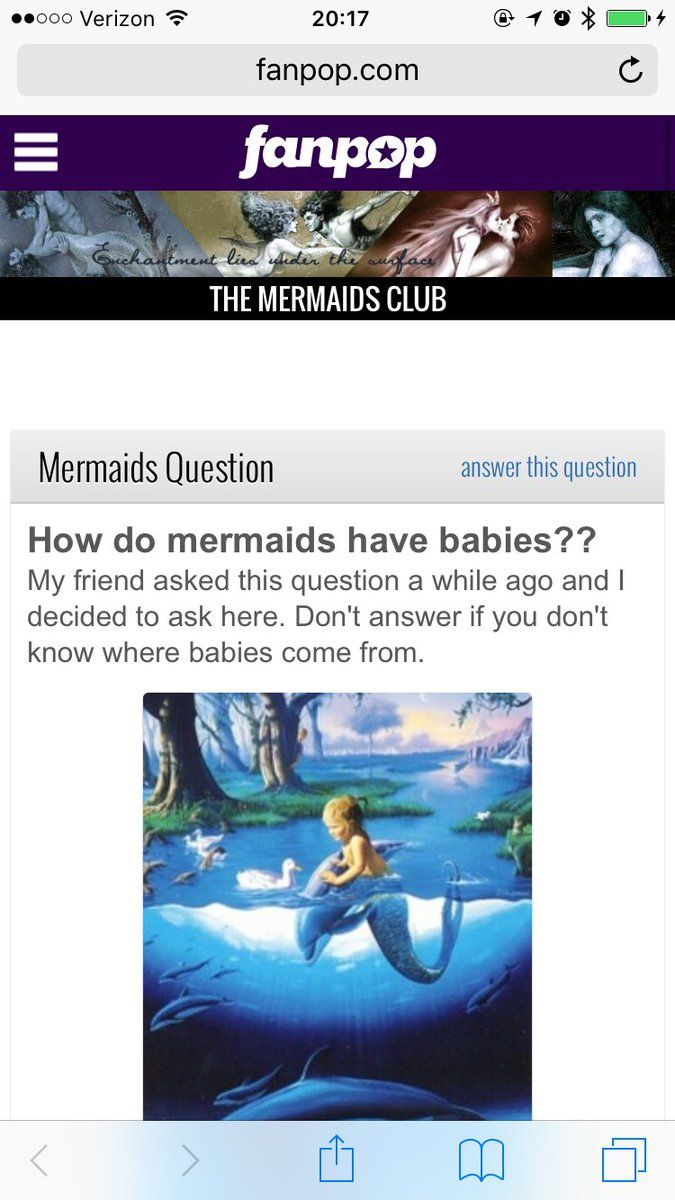 Verizon 20:17
fanpop.com
fanpop
Enchantment lies under the surface
THE MERMAIDS CLUB
Mermaids Question answer this question
How do mermaids have babies??
My friend asked this question a while ago and I
decided to ask here. Don't answer if you don't
know where babies come from.